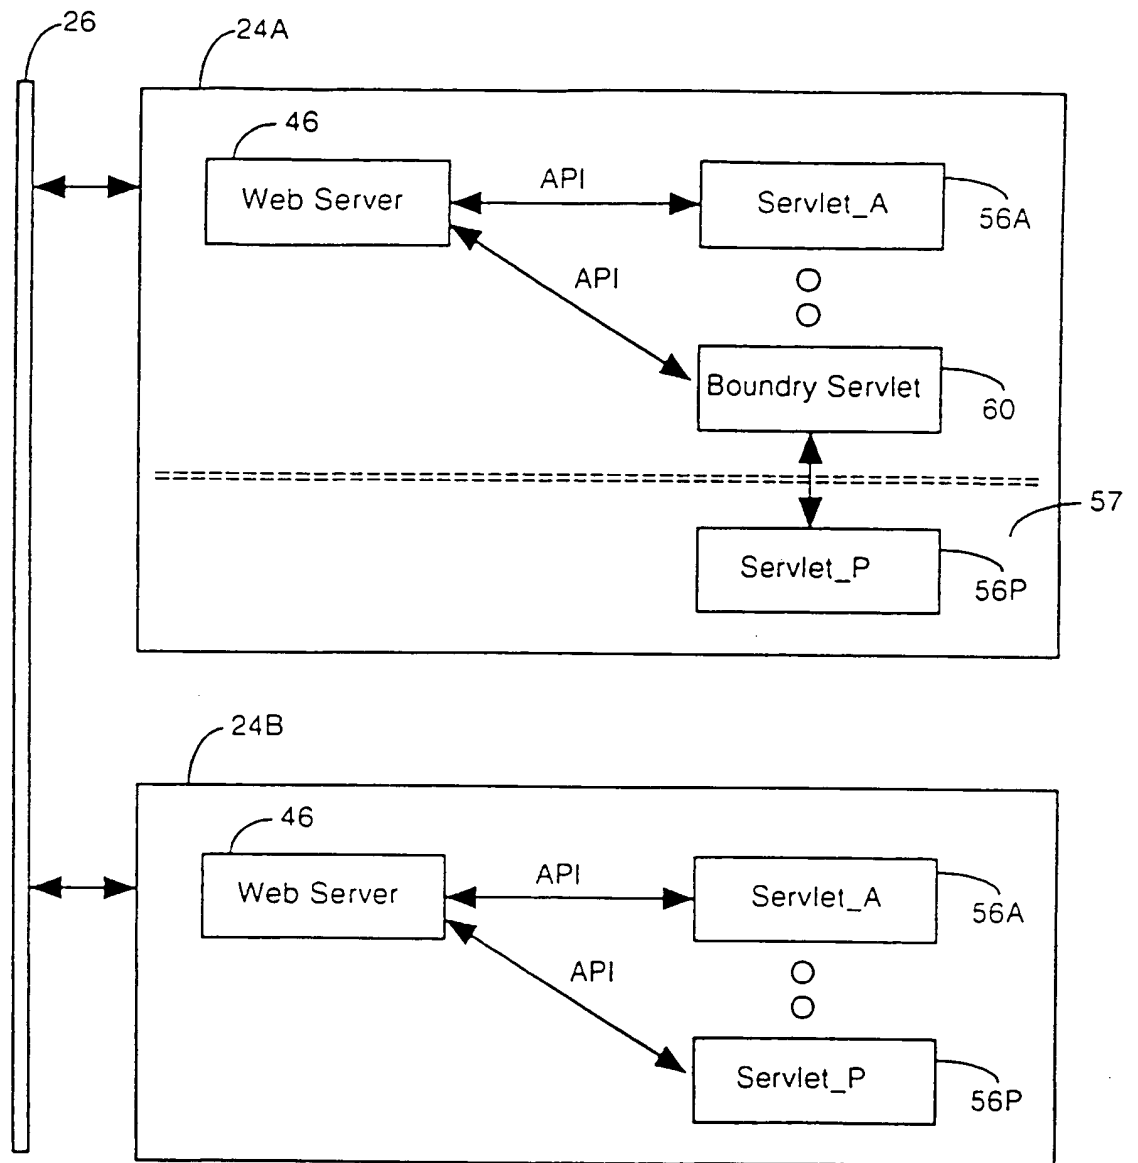 26
24A
46
Web Server
API
Servlet_A
56A
API
Boundry Servlet
60
57
Servlet_P
56P
24B
46
Web Server
API
Servlet_A
56A
API
Servlet_P
56P